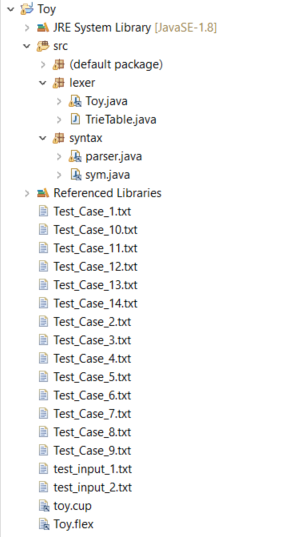 Toy
JRE System Library [JavaSE-1.8]
src
(default package)
lexer
Toy.java
TrieTable.java
syntax
parser.java
sym.java
Referenced Libraries
Test_Case_1.txt
Test_Case_10.txt
Test_Case_11.txt
Test_Case_12.txt
Test_Case_13.txt
Test_Case_14.txt
Test_Case_2.txt
Test_Case_3.txt
Test_Case_4.txt
Test_Case_5.txt
Test_Case_6.txt
Test_Case_7.txt
Test_Case_8.txt
Test_Case_9.txt
test_input_1.txt
test_input_2.txt
toy.cup
Toy.flex